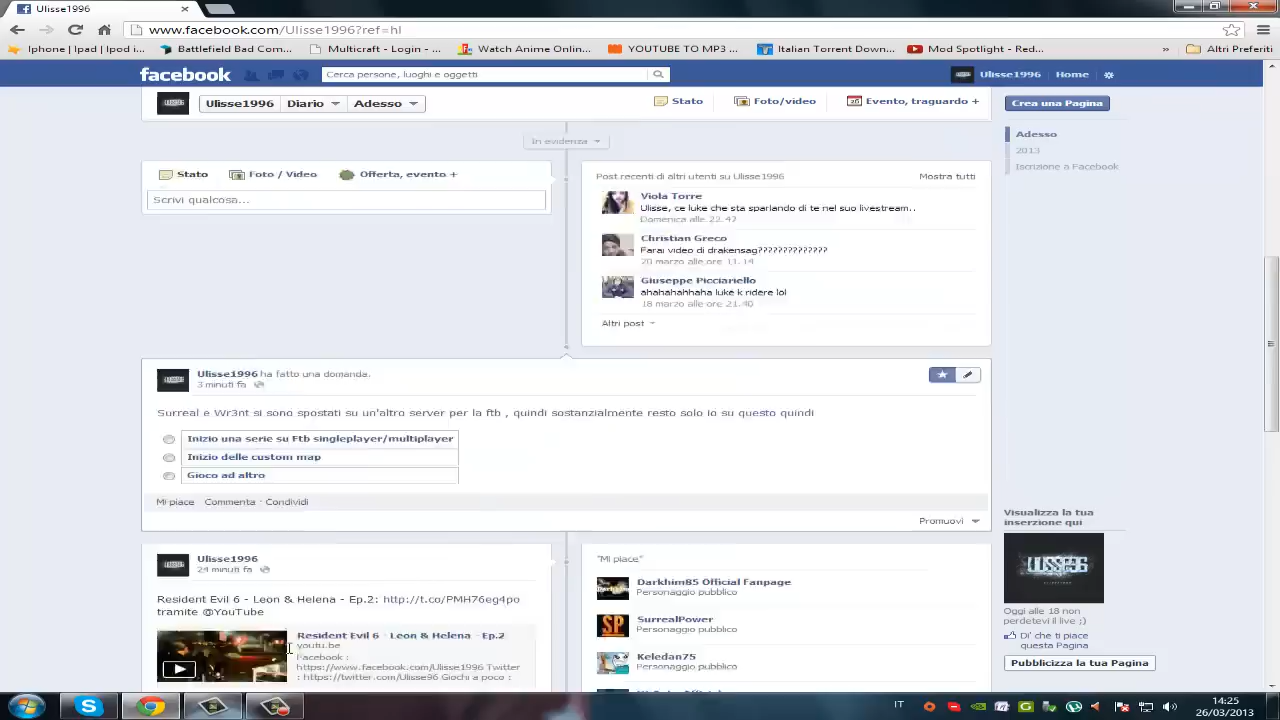 Ulisse1996
www.facebook.com/Ulisse1996?ref=hl
Iphone | Ipad | Ipod i...
Battlefield Bad Com...
Multicraft - Login - ...
Watch Anime Online...
YOUTUBE TO MP3 ...
Italian Torrent Down...
Mod Spotlight - Red...
»
Altri Preferiti
facebook
Cerca persone, luoghi e oggetti
Ulisse1996
Home
Ulisse1996
Diario
Adesso
Stato
Foto/video
Evento, traguardo +
Crea una Pagina
Adesso
2013
Iscrizione a Facebook
In evidenza
Stato
Foto / Video
Offerta, evento +
Scrivi qualcosa...
Post recenti di altri utenti su Ulisse1996
Mostra tutti
Viola Torre
Ulisse, ce luke che sta sparlando di te nel suo livestream..
Domenica alle 22.47
Christian Greco
Farai video di drakensag??????????????
20 marzo alle ore 11.14
Giuseppe Picciariello
ahahahahhaha luke k ridere lol
18 marzo alle ore 21.40
Altri post
Ulisse1996 ha fatto una domanda.
3 minuti fa
Surreal e Wr3nt si sono spostati su un'altro server per la ftb , quindi sostanzialmente resto solo io su questo quindi
Inizio una serie su Ftb singleplayer/multiplayer
Inizio delle custom map
Gioco ad altro
Mi piace · Commenta · Condividi
Promuovi
Ulisse1996
24 minuti fa
Resident Evil 6 - Leon & Helena - Ep.2: http://t.co/PMH76eg4po
tramite @YouTube
Resident Evil 6 - Leon & Helena - Ep.2
youtu.be
Facebook :
https://www.facebook.com/Ulisse1996 Twitter
: https://twitter.com/Ulisse96 Giochi a poco :
"Mi piace"
Darkhim85 Official Fanpage
Personaggio pubblico
SurrealPower
Personaggio pubblico
SP
Keledan75
Personaggio pubblico
Visualizza la tua
inserzione qui
ULISSE96
Oggi alle 18 non
perdetevi il live ;)
Di' che ti piace
questa Pagina
Pubblicizza la tua Pagina
IT
14:25
26/03/2013